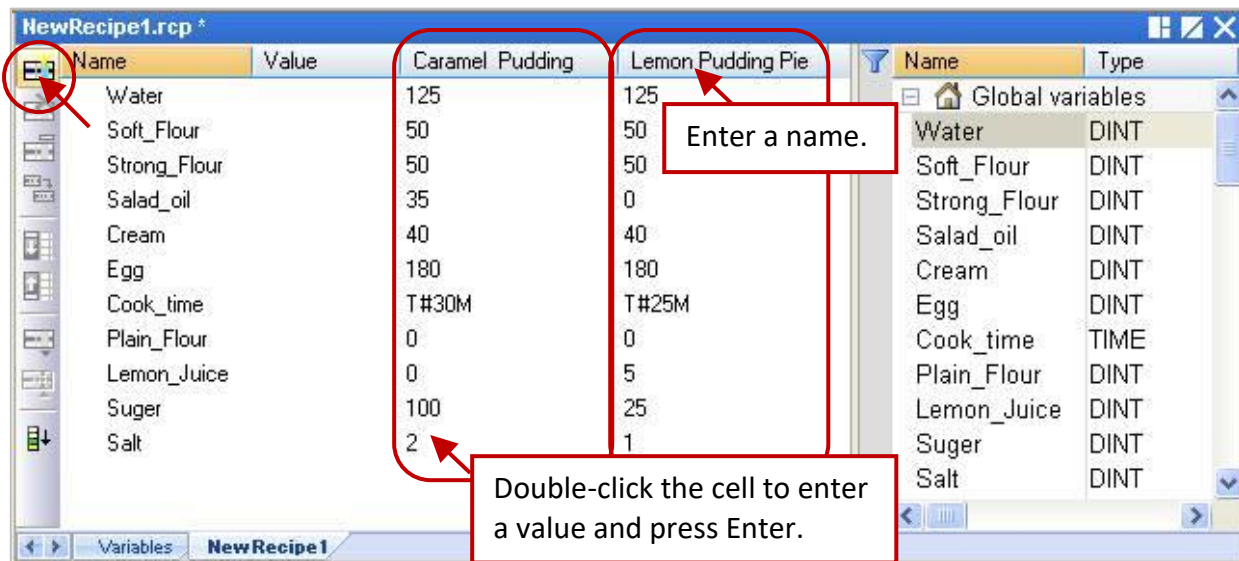 NewRecipe1.rcp *
Name Value Caramel Pudding Lemon Pudding Pie Name Type
Water 125 125 Global variables
Soft_Flour 50 50 Enter a name. Water DINT
Strong_Flour 50 50 Soft_Flour DINT
Salad_oil 35 0 Strong_Flour DINT
Cream 40 40 Salad_oil DINT
Egg 180 180 Cream DINT
Cook_time T#30M T#25M Egg DINT
Plain_Flour 0 0 Cook_time TIME
Lemon_Juice 0 5 Plain_Flour DINT
Suger 100 25 Lemon_Juice DINT
Salt 2 1 Suger DINT
Salt DINT
Double-click the cell to enter
a value and press Enter.
Variables NewRecipe1